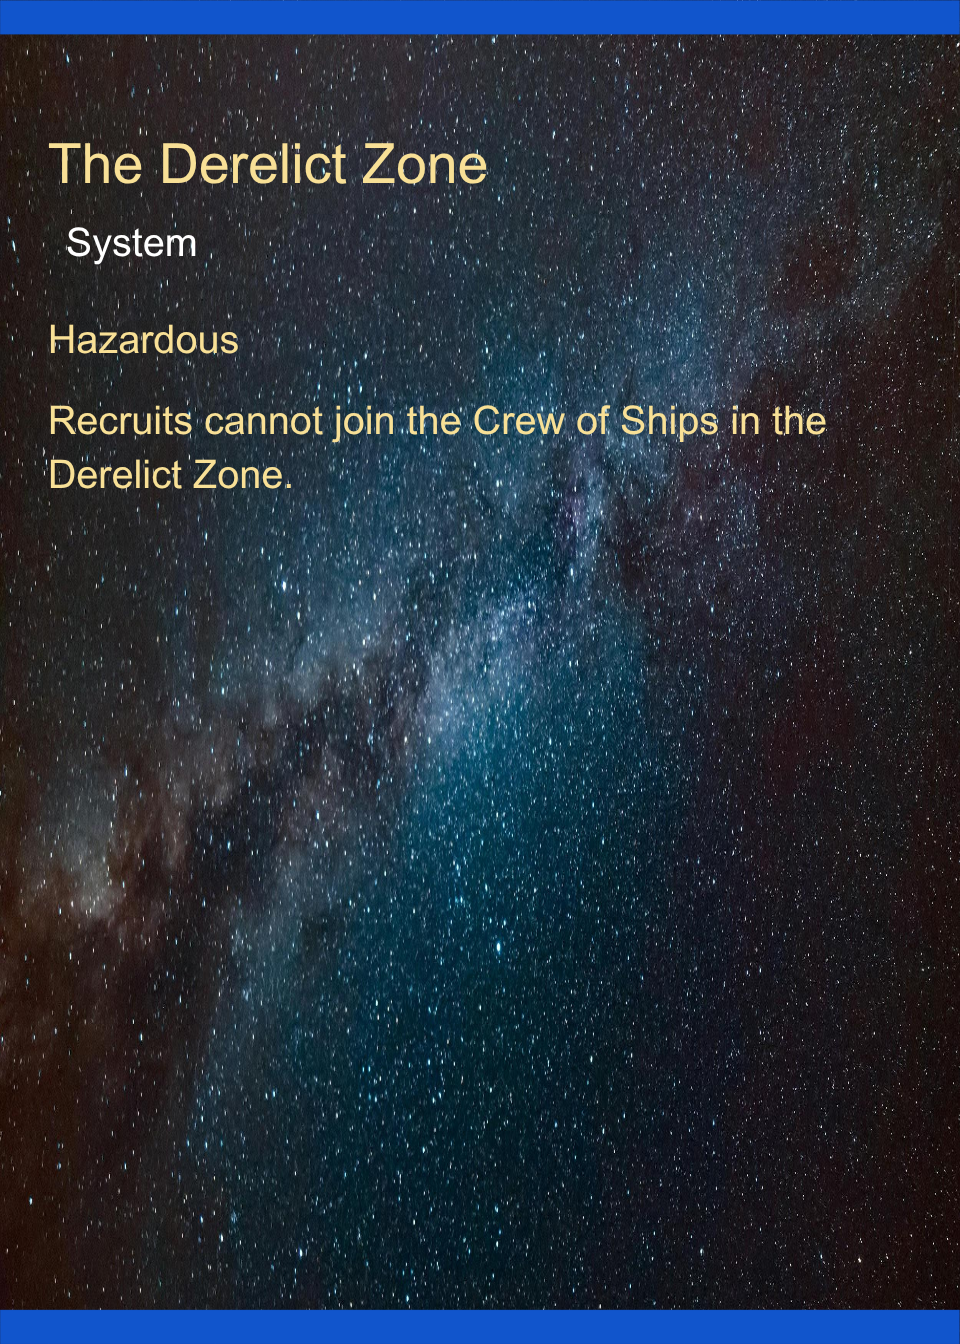 The Derelict Zone
System
Hazardous
Recruits cannot join the Crew of Ships in the
Derelict Zone.